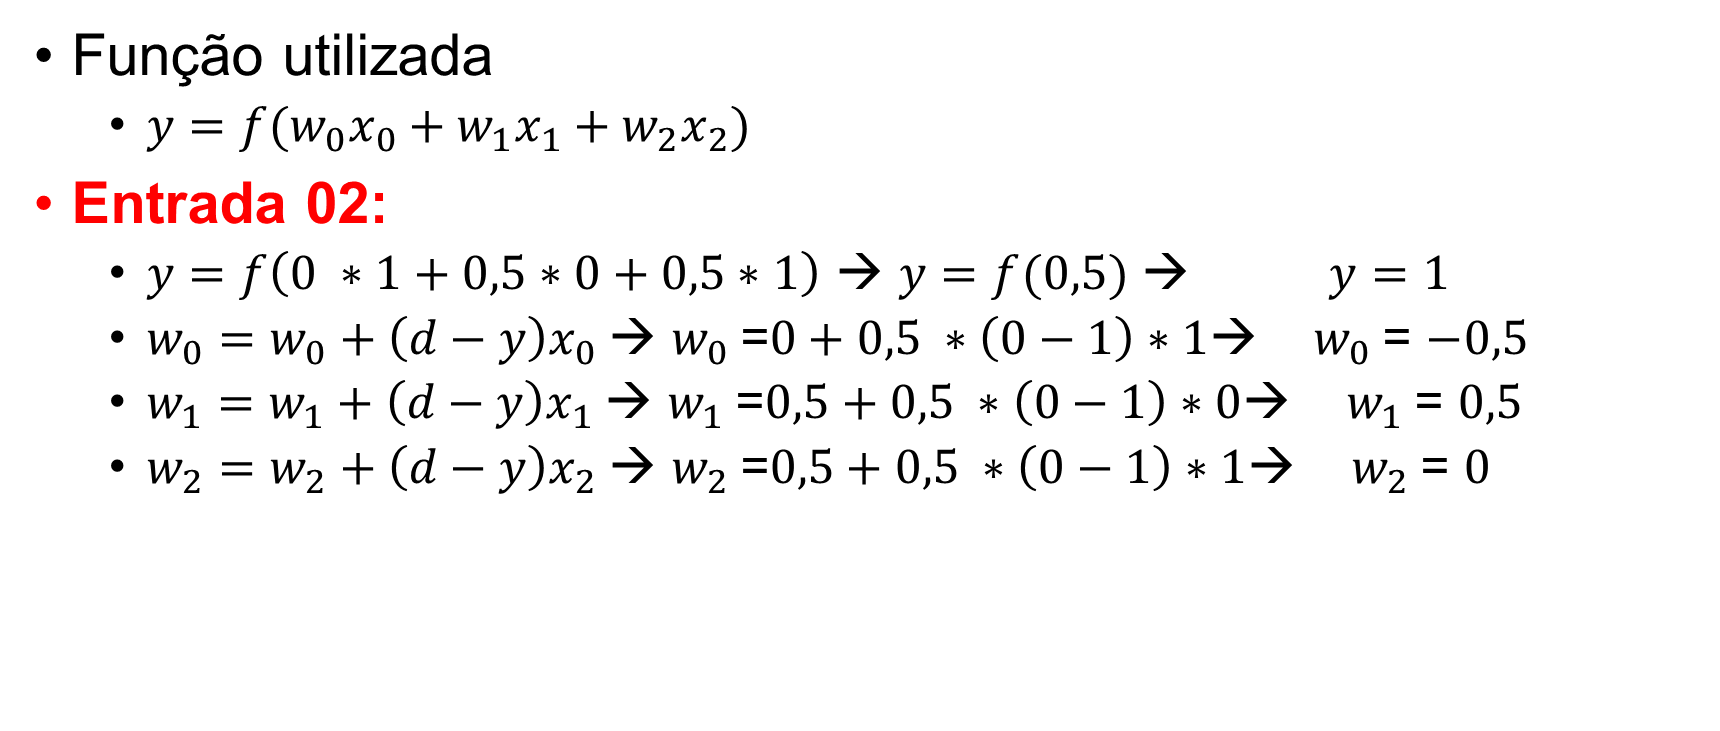 • Função utilizada
• y = f(w₀x₀ + w₁x₁ + w₂x₂)
• Entrada 02:
• y = f(0 ∗ 1 + 0,5 ∗ 0 + 0,5 ∗ 1) → y = f(0,5) → y = 1
• w₀ = w₀ + (d − y)x₀ → w₀ =0 + 0,5 ∗ (0 − 1) ∗ 1→ w₀ = −0,5
• w₁ = w₁ + (d − y)x₁ → w₁ =0,5 + 0,5 ∗ (0 − 1) ∗ 0→ w₁ = 0,5
• w₂ = w₂ + (d − y)x₂ → w₂ =0,5 + 0,5 ∗ (0 − 1) ∗ 1→ w₂ = 0